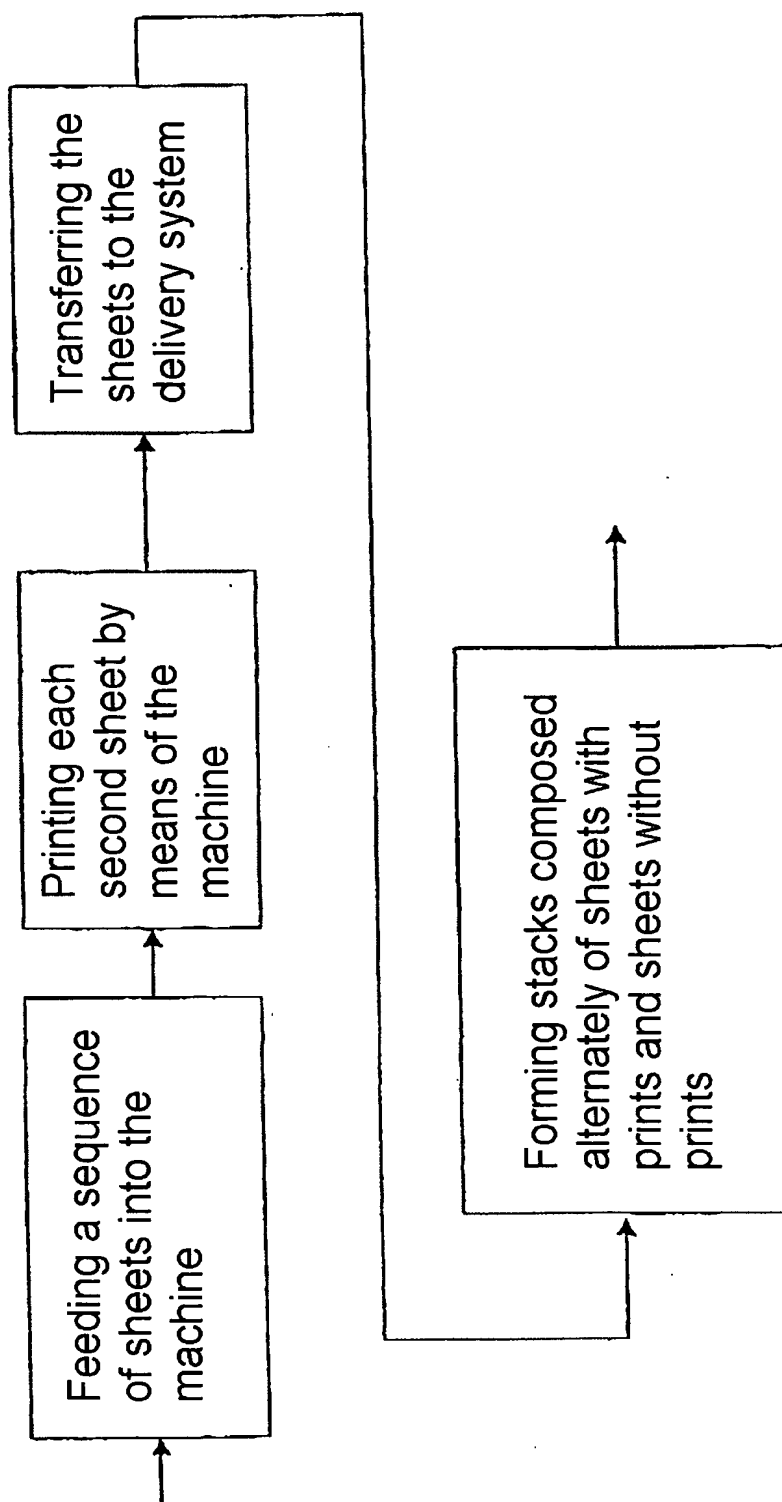 Feeding a sequence
of sheets into the
machine
Printing each
second sheet by
means of the
machine
Transferring the
sheets to the
delivery system
Forming stacks composed
alternately of sheets with
prints and sheets without
prints